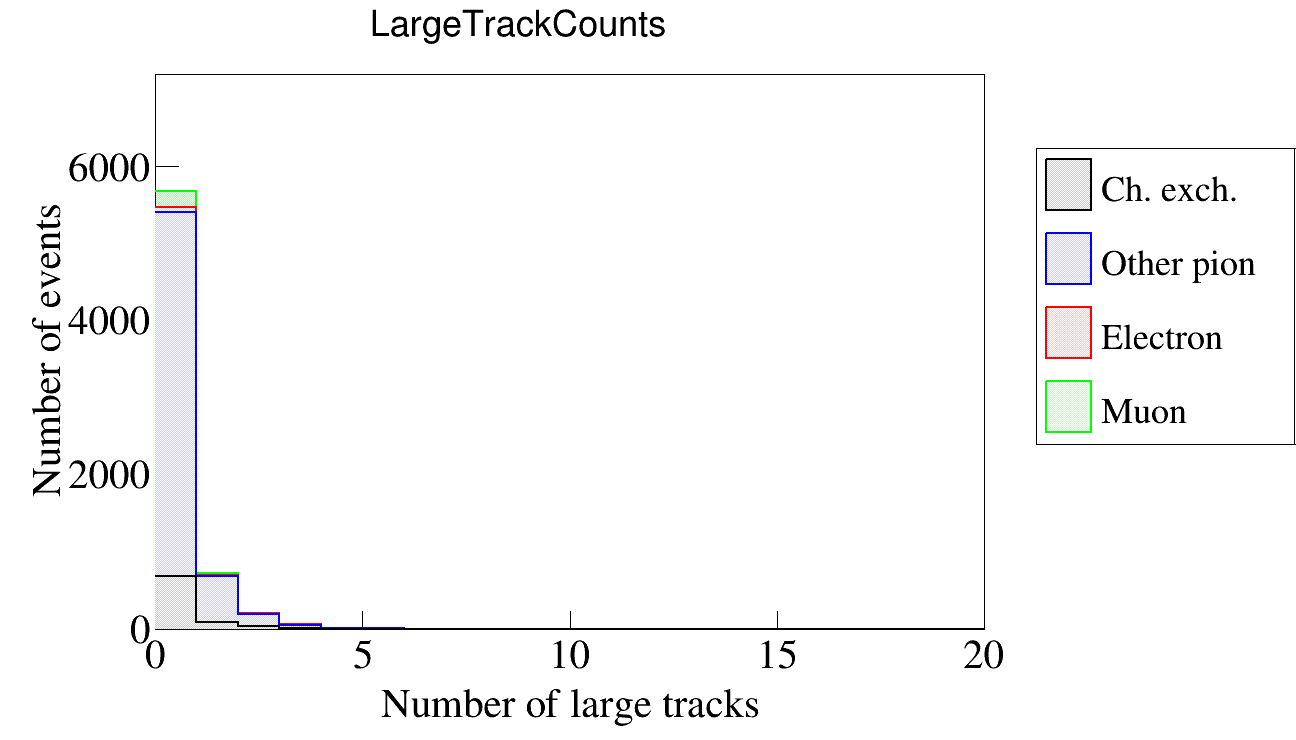 LargeTrackCounts
Number of events
6000
4000
2000
0
0 5 10 15 20
Number of large tracks
Ch. exch.
Other pion
Electron
Muon